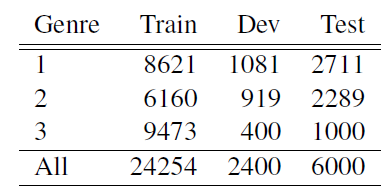 Genre Train Dev Test
1 8621 1081 2711
2 6160 919 2289
3 9473 400 1000
All 24254 2400 6000